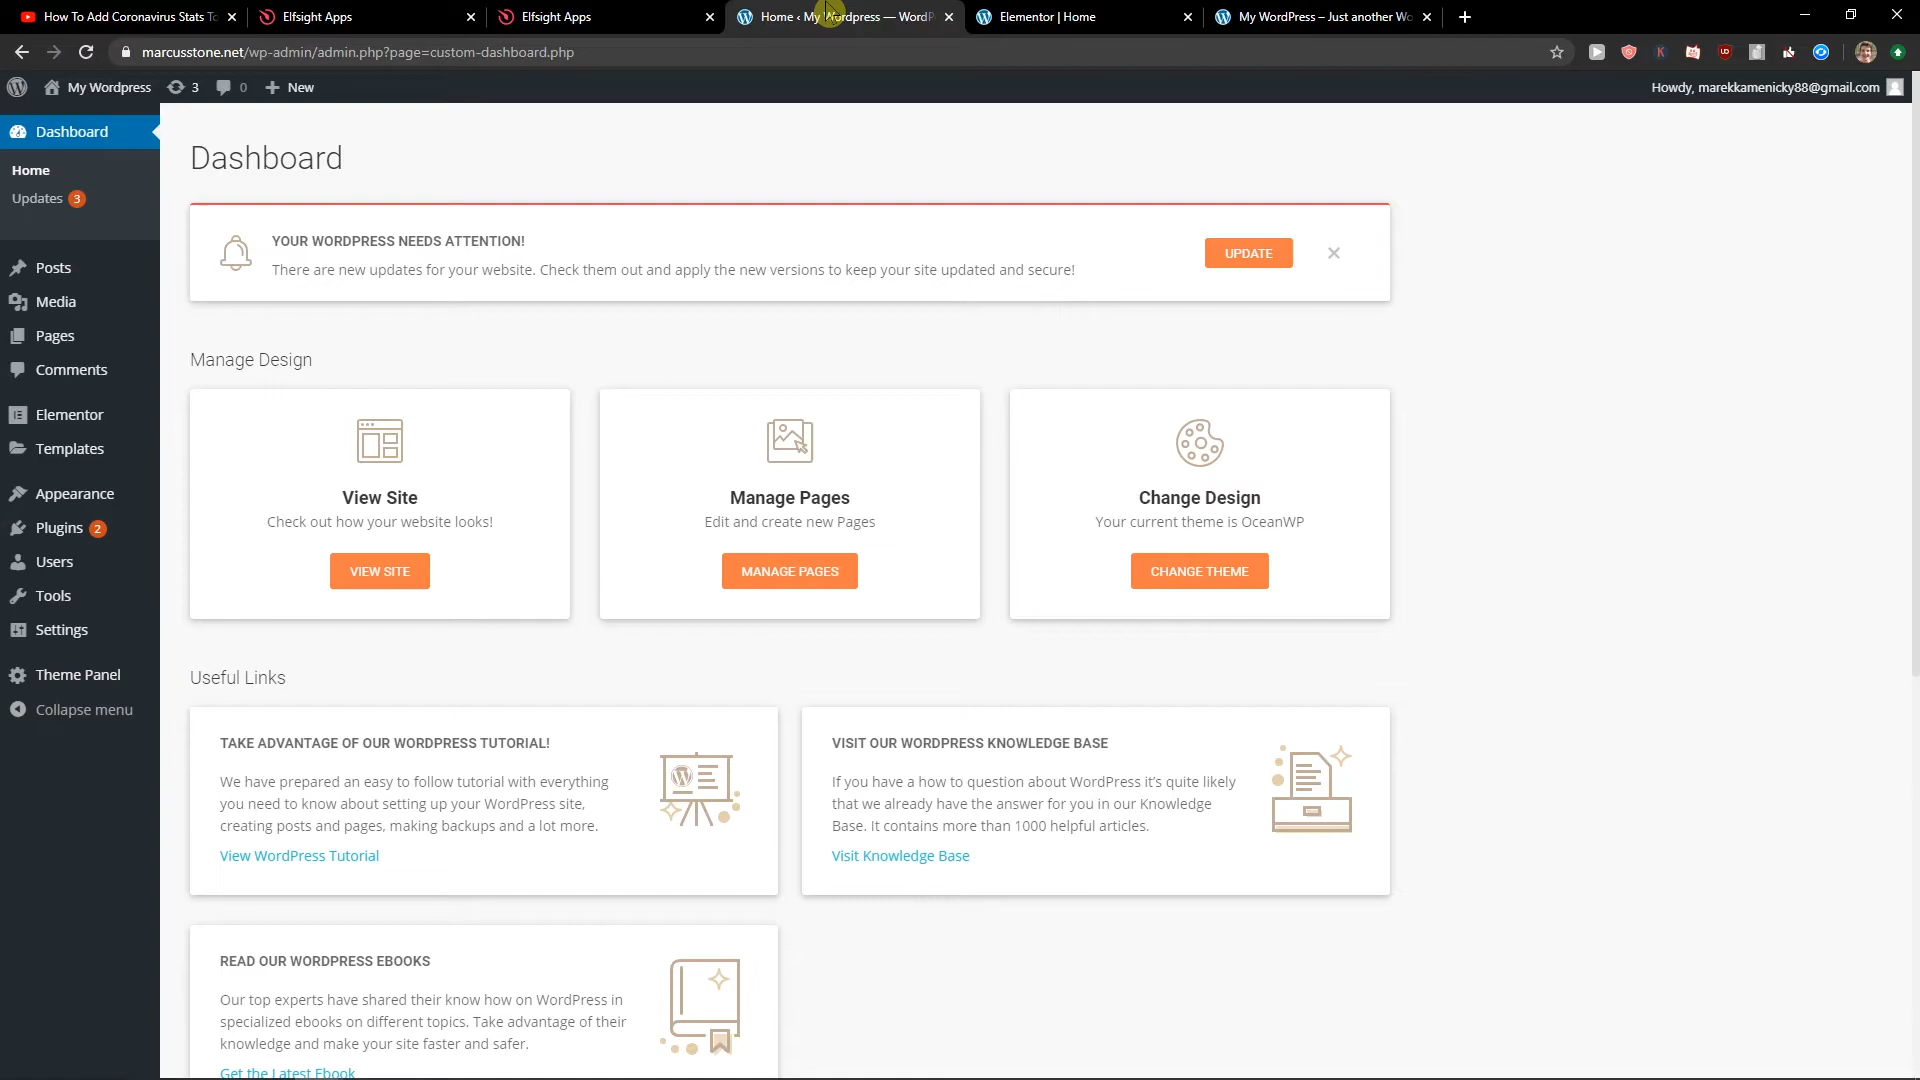 How To Add Coronavirus Stats To
Elfsight Apps
Elfsight Apps
Home ‹ My Wordpress — WordP
Elementor | Home
My WordPress – Just another Wo
marcusstone.net/wp-admin/admin.php?page=custom-dashboard.php
My Wordpress
3
0
New
Howdy, marekkamenicky88@gmail.com
Dashboard
Home
Updates 3
Posts
Media
Pages
Comments
Elementor
Templates
Appearance
Plugins 2
Users
Tools
Settings
Theme Panel
Collapse menu
Dashboard
YOUR WORDPRESS NEEDS ATTENTION!
There are new updates for your website. Check them out and apply the new versions to keep your site updated and secure!
UPDATE
Manage Design
View Site
Check out how your website looks!
VIEW SITE
Manage Pages
Edit and create new Pages
MANAGE PAGES
Change Design
Your current theme is OceanWP
CHANGE THEME
Useful Links
TAKE ADVANTAGE OF OUR WORDPRESS TUTORIAL!
We have prepared an easy to follow tutorial with everything
you need to know about setting up your WordPress site,
creating posts and pages, making backups and a lot more.
View WordPress Tutorial
VISIT OUR WORDPRESS KNOWLEDGE BASE
If you have a how to question about WordPress it's quite likely
that we already have the answer for you in our Knowledge
Base. It contains more than 1000 helpful articles.
Visit Knowledge Base
READ OUR WORDPRESS EBOOKS
Our top experts have shared their know how on WordPress in
specialized ebooks on different topics. Take advantage of their
knowledge and make your site faster and safer.
Get the Latest Ebook